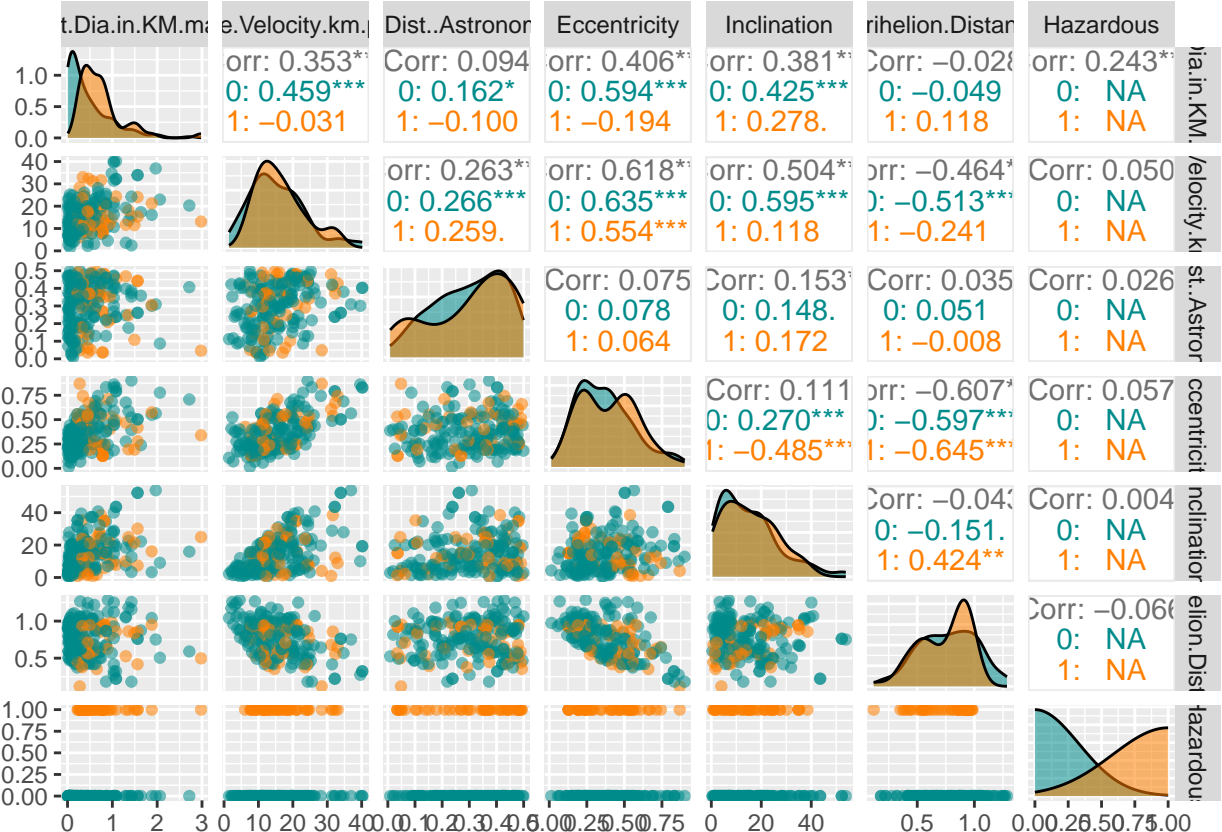 t.Dia.in.KM.ma e.Velocity.km.p Dist..Astronor Eccentricity Inclination rihelion.Distan Hazardous
orr: 0.353** Corr: 0.094 orr: 0.406** orr: 0.381** Corr: −0.028 orr: 0.243**
0: 0.459*** 0: 0.162* 0: 0.594*** 0: 0.425*** 0: −0.049 0: NA
1: −0.031 1: −0.100 1: −0.194 1: 0.278. 1: 0.118 1: NA
Dia.in.KM.
1.0
0.5
0.0
orr: 0.263** orr: 0.618** orr: 0.504** orr: −0.464* Corr: 0.050
0: 0.266*** 0: 0.635*** 0: 0.595*** 0: −0.513*** 0: NA
1: 0.259. 1: 0.554*** 1: 0.118 1: −0.241 1: NA
elocity.k
40
30
20
10
0
Corr: 0.075 Corr: 0.153* Corr: 0.035 Corr: 0.026
0: 0.078 0: 0.148. 0: 0.051 0: NA
1: 0.064 1: 0.172 1: −0.008 1: NA
st..Astror
0.5
0.4
0.3
0.2
0.1
0.0
Corr: 0.111 orr: −0.607* Corr: 0.057
0: 0.270*** 0: −0.597*** 0: NA
1: −0.485*** 1: −0.645*** 1: NA
ccentricit
0.75
0.50
0.25
0.00
Corr: −0.043 Corr: 0.004
0: −0.151. 0: NA
1: 0.424** 1: NA
nclination
40
20
0
Corr: −0.066
0: NA
1: NA
elion.Dist
1.0
0.5
azardous
1.00
0.75
0.50
0.25
0.00
0 1 2 3 0 10 20 30 40 0.0 0.1 0.2 0.3 0.4 0.5 0.00 0.25 0.50 0.75 0 20 40 0.5 1.0 0.00 0.25 0.50 0.75 1.00